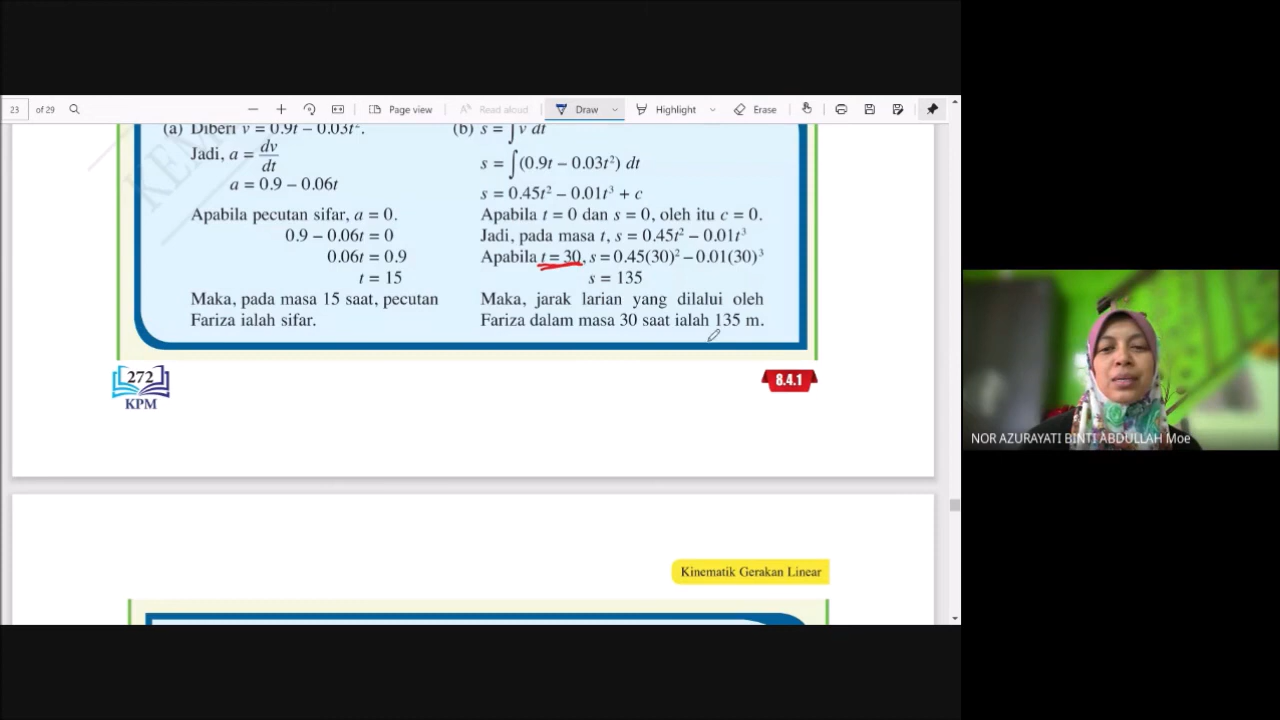 23 of 29 Page view Read aloud Draw Highlight Erase
(a) Diberi v = 0.9t – 0.03t².
Jadi, a = dv/dt
a = 0.9 – 0.06t
Apabila pecutan sifar, a = 0.
0.9 – 0.06t = 0
0.06t = 0.9
t = 15
Maka, pada masa 15 saat, pecutan
Fariza ialah sifar.
(b) s = ∫ v dt
s = ∫(0.9t – 0.03t²) dt
s = 0.45t² – 0.01t³ + c
Apabila t = 0 dan s = 0, oleh itu c = 0.
Jadi, pada masa t, s = 0.45t² – 0.01t³
Apabila t = 30, s = 0.45(30)² – 0.01(30)³
s = 135
Maka, jarak larian yang dilalui oleh
Fariza dalam masa 30 saat ialah 135 m.
272
KPM
8.4.1
Kinematik Gerakan Linear
NOR AZURAYATI BINTI ABDULLAH Moe